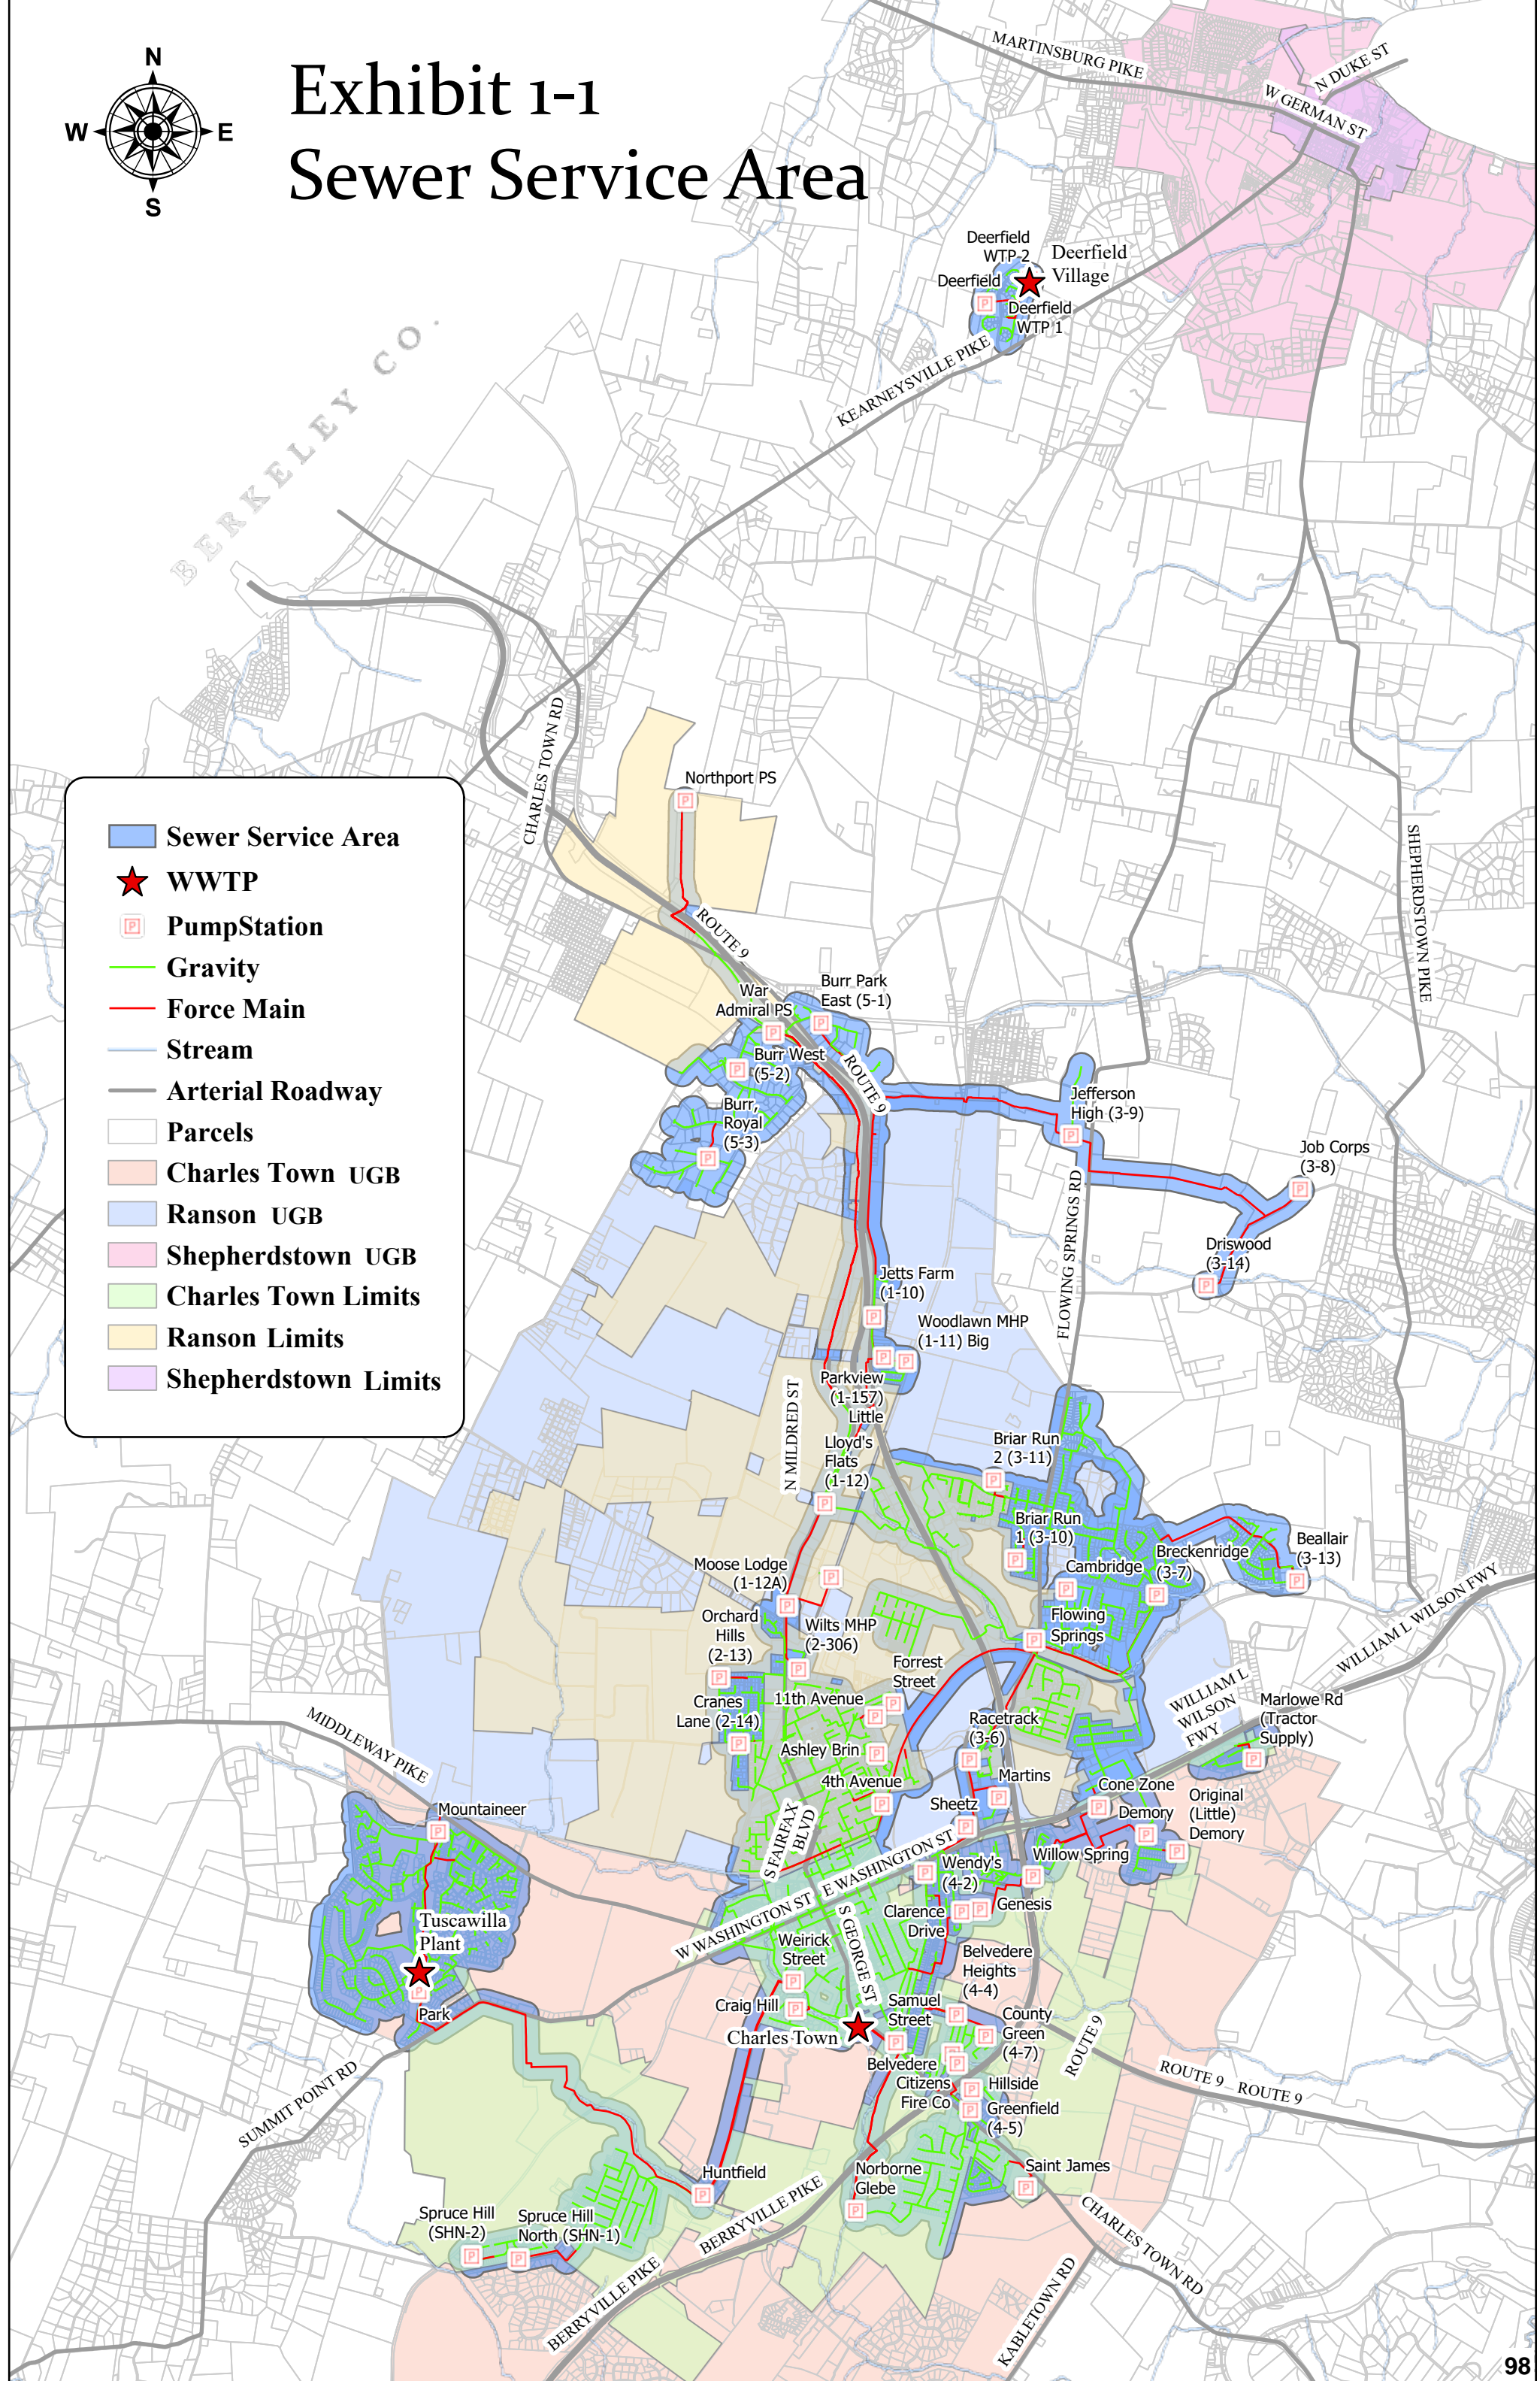 Exhibit 1-1
Sewer Service Area
N
W
E
S
MARTINSBURG PIKE
N DUKE ST
W GERMAN ST
Deerfield
WTP 2
Deerfield
Village
Deerfield
Deerfield
WTP 1
KEARNEYSVILLE PIKE
BERKELEY CO.
CHARLES TOWN RD
Northport PS
SHEPHERDSTOWN PIKE
Sewer Service Area
WWTP
PumpStation
Gravity
Force Main
Stream
Arterial Roadway
Parcels
Charles Town UGB
Ranson UGB
Shepherdstown UGB
Charles Town Limits
Ranson Limits
Shepherdstown Limits
ROUTE 9
War
Admiral PS
Burr Park
East (5-1)
Burr West
(5-2)
ROUTE 9
Burr,
Royal
(5-3)
Jefferson
High (3-9)
Job Corps
(3-8)
FLOWING SPRINGS RD
Driswood
(3-14)
Jetts Farm
(1-10)
Woodlawn MHP
(1-11) Big
Parkview
(1-157)
Little
N MILDRED ST
Lloyd's
Flats
(1-12)
Briar Run
2 (3-11)
Briar Run
1 (3-10)
Breckenridge
(3-7)
Beallair
(3-13)
Cambridge
Moose Lodge
(1-12A)
Orchard
Hills
(2-13)
Wilts MHP
(2-306)
Flowing
Springs
WILLIAM L WILSON FWY
Forrest
Street
WILLIAM L
WILSON
FWY
Marlowe Rd
(Tractor
Supply)
11th Avenue
Cranes
Lane (2-14)
Racetrack
(3-6)
Ashley Brin
MIDDLEWAY PIKE
4th Avenue
Martins
Cone Zone
Sheetz
Demory
Original
(Little)
Demory
Mountaineer
S FAIRFAX
BLVD
Willow Spring
W WASHINGTON ST
E WASHINGTON ST
Wendy's
(4-2)
Genesis
Clarence
Drive
Tuscawilla
Plant
Weirick
Street
S GEORGE ST
Belvedere
Heights
(4-4)
Park
Craig Hill
Samuel
Street
County
Green
(4-7)
Charles Town
ROUTE 9
Belvedere
Citizens
Fire Co
Hillside
Greenfield
(4-5)
ROUTE 9
ROUTE 9
SUMMIT POINT RD
Huntfield
Norborne
Glebe
Saint James
BERRYVILLE PIKE
Spruce Hill
(SHN-2)
Spruce Hill
North (SHN-1)
CHARLES TOWN RD
BERRYVILLE PIKE
KABLETOWN RD
98